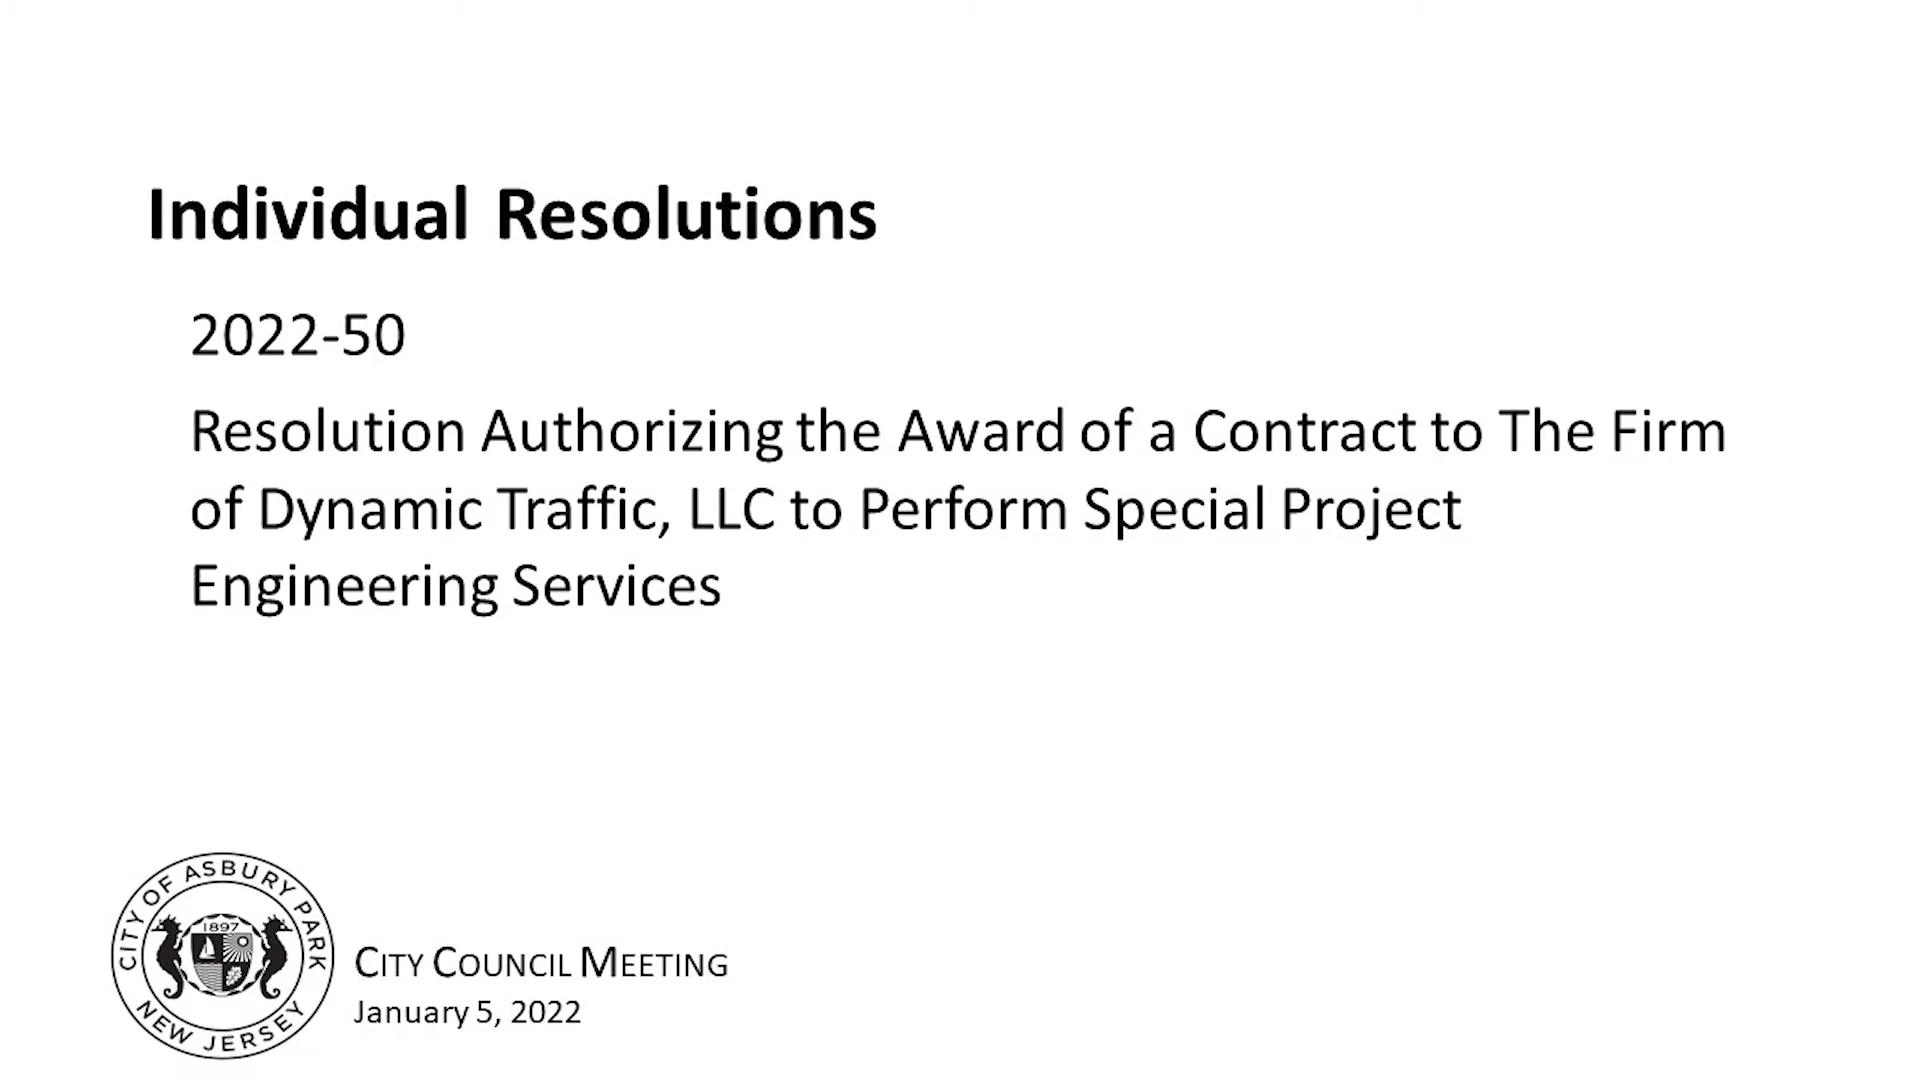 Individual Resolutions
2022-50
Resolution Authorizing the Award of a Contract to The Firm
of Dynamic Traffic, LLC to Perform Special Project
Engineering Services
CITY OF ASBURY PARK
1897
NEW JERSEY
CITY COUNCIL MEETING
January 5, 2022